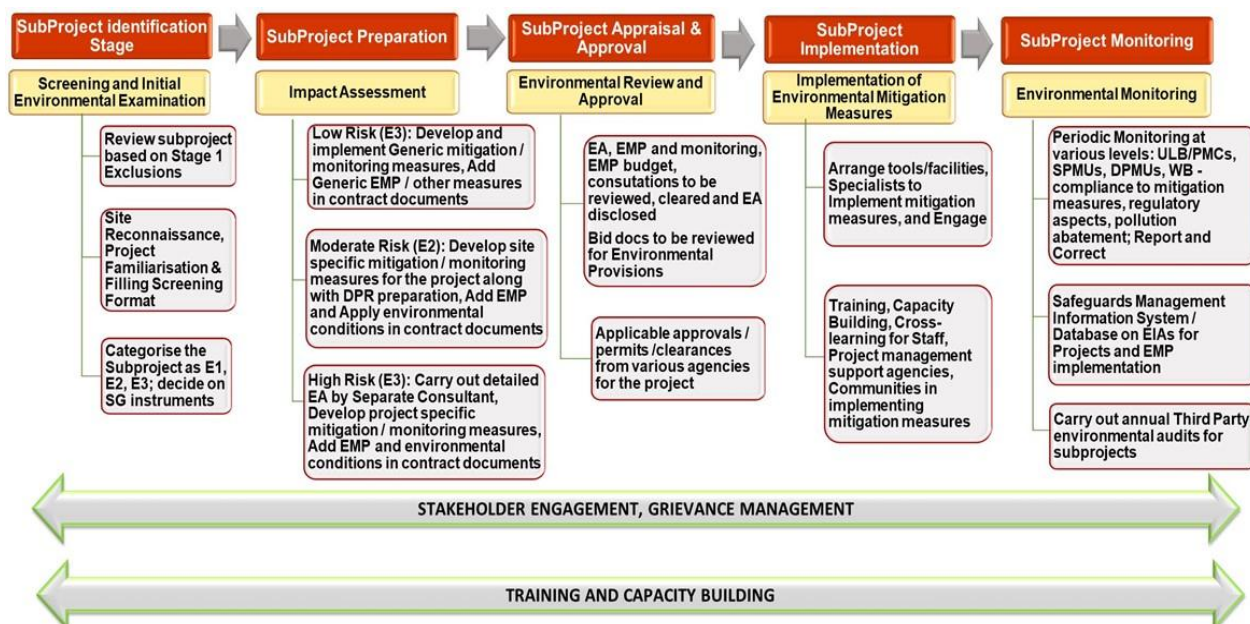 SubProject identification
Stage
Screening and Initial
Environmental Examination
Review subproject
based on Stage 1
Exclusions
Site
Reconnaissance,
Project
Familiarisation &
Filling Screening
Format
Categorise the
Subproject as E1,
E2, E3; decide on
SG instruments
SubProject Preparation
Impact Assessment
Low Risk (E3): Develop and
implement Generic mitigation /
monitoring measures, Add
Generic EMP / other measures
in contract documents
Moderate Risk (E2): Develop site
specific mitigation / monitoring
measures for the project along
with DPR preparation, Add EMP
and Apply environmental
conditions in contract documents
High Risk (E3): Carry out detailed
EA by Separate Consultant,
Develop project specific
mitigation / monitoring measures,
Add EMP and environmental
conditions in contract documents
SubProject Appraisal &
Approval
Environmental Review and
Approval
EA, EMP and monitoring,
EMP budget,
consutations to be
reviewed, cleared and EA
disclosed
Bid docs to be reviewed
for Environmental
Provisions
Applicable approvals /
permits /clearances
from various agencies
for the project
SubProject
Implementation
Implementation of
Environmental Mitigation
Measures
Arrange tools/facilities,
Specialists to
Implement mitigation
measures, and Engage
Training, Capacity
Building, Cross-
learning for Staff,
Project management
support agencies,
Communities in
implementing
mitigation measures
SubProject Monitoring
Environmental Monitoring
Periodic Monitoring at
various levels: ULB/PMCs,
SPMUs, DPMUs, WB -
compliance to mitigation
measures, regulatory
aspects, pollution
abatement; Report and
Correct
Safeguards Management
Information System /
Database on EIAs for
Projects and EMP
implementation
Carry out annual Third Party
environmental audits for
subprojects
STAKEHOLDER ENGAGEMENT, GRIEVANCE MANAGEMENT
TRAINING AND CAPACITY BUILDING